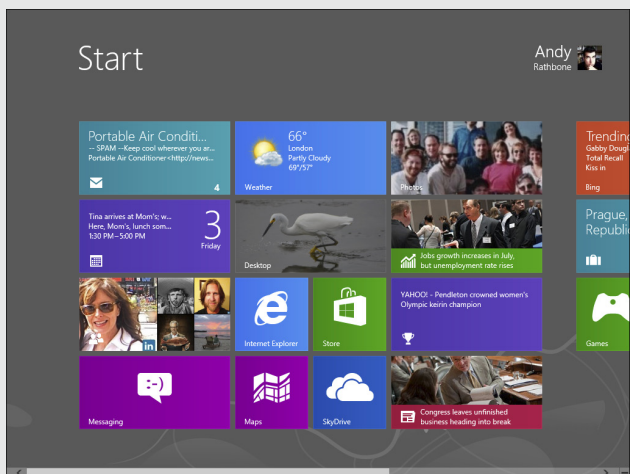 Start
Andy
Rathbone
Portable Air Conditi...
-- SPAM --Keep cool wherever you ar...
Portable Air Conditioner <http://news...
4
66°
London
Partly Cloudy
69°/57°
Weather
Photos
Trending
Gabby Dougl
Total Recall
Kiss in
Bing
Tina arrives at Mom's; w...
Here, Mom's, lunch som...
1:30 PM–5:00 PM
3
Friday
Desktop
Jobs growth increases in July,
but unemployment rate rises
Prague,
Republi
in
Internet Explorer
Store
YAHOO! - Pendleton crowned women's
Olympic keirin champion
Games
:-)
Messaging
Maps
SkyDrive
Congress leaves unfinished
business heading into break